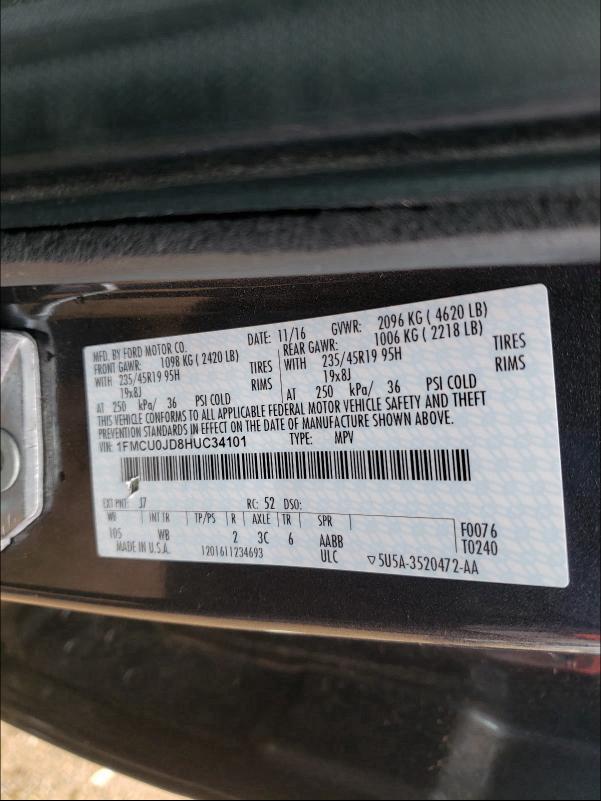 MFD. BY FORD MOTOR CO. DATE: 11/16 GVWR: 2096 KG ( 4620 LB)
FRONT GAWR: 1098 KG ( 2420 LB) REAR GAWR: 1006 KG ( 2218 LB)
WITH 235/45R19 95H TIRES WITH 235/45R19 95H TIRES
19x8J RIMS 19x8J RIMS
AT 250 kPa/ 36 PSI COLD AT 250 kPa/ 36 PSI COLD
THIS VEHICLE CONFORMS TO ALL APPLICABLE FEDERAL MOTOR VEHICLE SAFETY AND THEFT
PREVENTION STANDARDS IN EFFECT ON THE DATE OF MANUFACTURE SHOWN ABOVE.
VIN: 1FMCU0JD8HUC34101 TYPE: MPV
EXT PNT: J7 RC: 52 DSO:
WB INT TR TP/PS R AXLE TR SPR F0076
105 WB 2 3C 6 AABB T0240
MADE IN U.S.A. 1201611234693 ULC ▽5U5A-3520472-AA